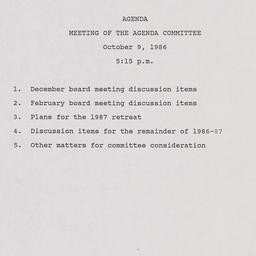 AGENDA
MEETING OF THE AGENDA COMMITTEE
October 9, 1986
5:15 p.m.
1. December board meeting discussion items
2. February board meeting discussion items
3. Plans for the 1987 retreat
4. Discussion items for the remainder of 1986-87
5. Other matters for committee consideration